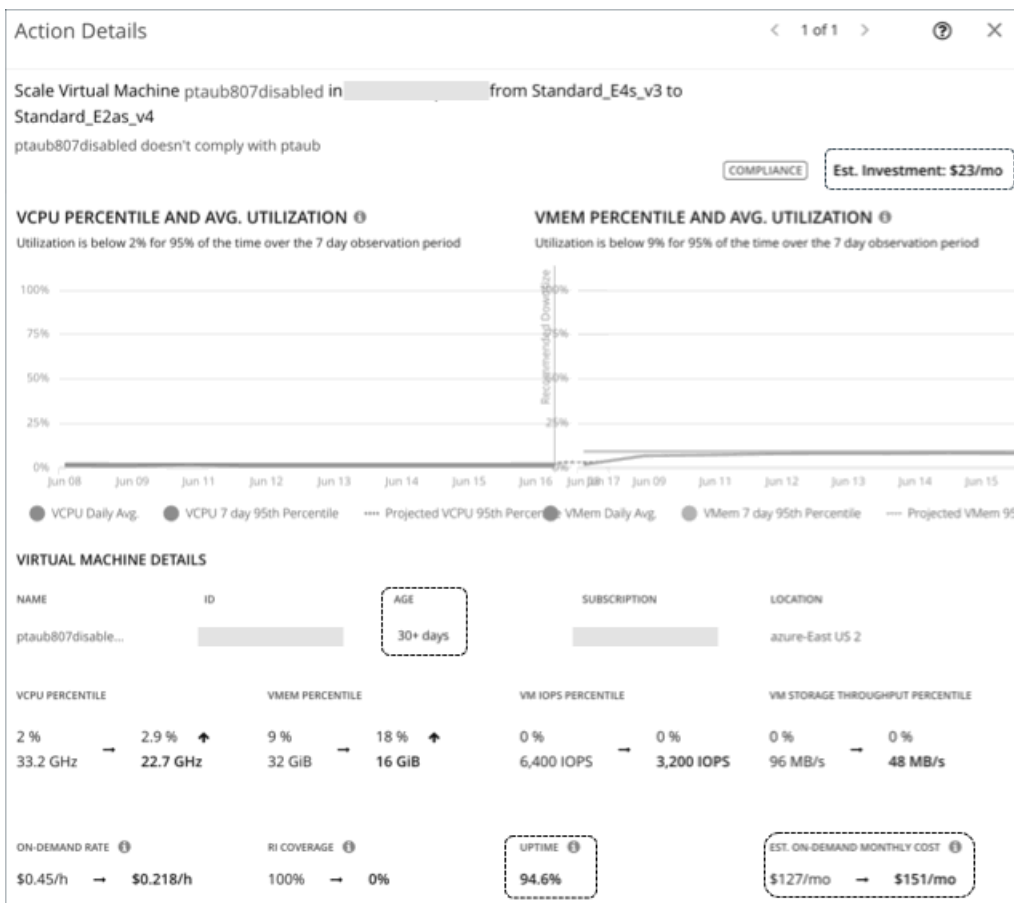 Action Details
< 1 of 1 >
Scale Virtual Machine ptaub807disabled in from Standard_E4s_v3 to
Standard_E2as_v4
ptaub807disabled doesn't comply with ptaub
COMPLIANCE Est. Investment: $23/mo
VCPU PERCENTILE AND AVG. UTILIZATION
Utilization is below 2% for 95% of the time over the 7 day observation period
100%
75%
50%
25%
0%
Jun 08 Jun 09 Jun 11 Jun 12 Jun 13 Jun 14 Jun 15 Jun 16 Jun 17
VCPU Daily Avg. VCPU 7 day 95th Percentile Projected VCPU 95th Percen
Recommended Downsize
VMEM PERCENTILE AND AVG. UTILIZATION
Utilization is below 9% for 95% of the time over the 7 day observation period
100%
75%
50%
25%
0%
Jun 09 Jun 11 Jun 12 Jun 13 Jun 14 Jun 15
VMem Daily Avg. VMem 7 day 95th Percentile Projected VMem 95
VIRTUAL MACHINE DETAILS
NAME ID AGE SUBSCRIPTION LOCATION
ptaub807disable... 30+ days azure-East US 2
VCPU PERCENTILE VMEM PERCENTILE VM IOPS PERCENTILE VM STORAGE THROUGHPUT PERCENTILE
2 % → 2.9 % ↑ 9 % → 18 % ↑ 0 % → 0 % 0 % → 0 %
33.2 GHz 22.7 GHz 32 GiB 16 GiB 6,400 IOPS 3,200 IOPS 96 MB/s 48 MB/s
ON-DEMAND RATE RI COVERAGE UPTIME EST. ON-DEMAND MONTHLY COST
$0.45/h → $0.218/h 100% → 0% 94.6% $127/mo → $151/mo